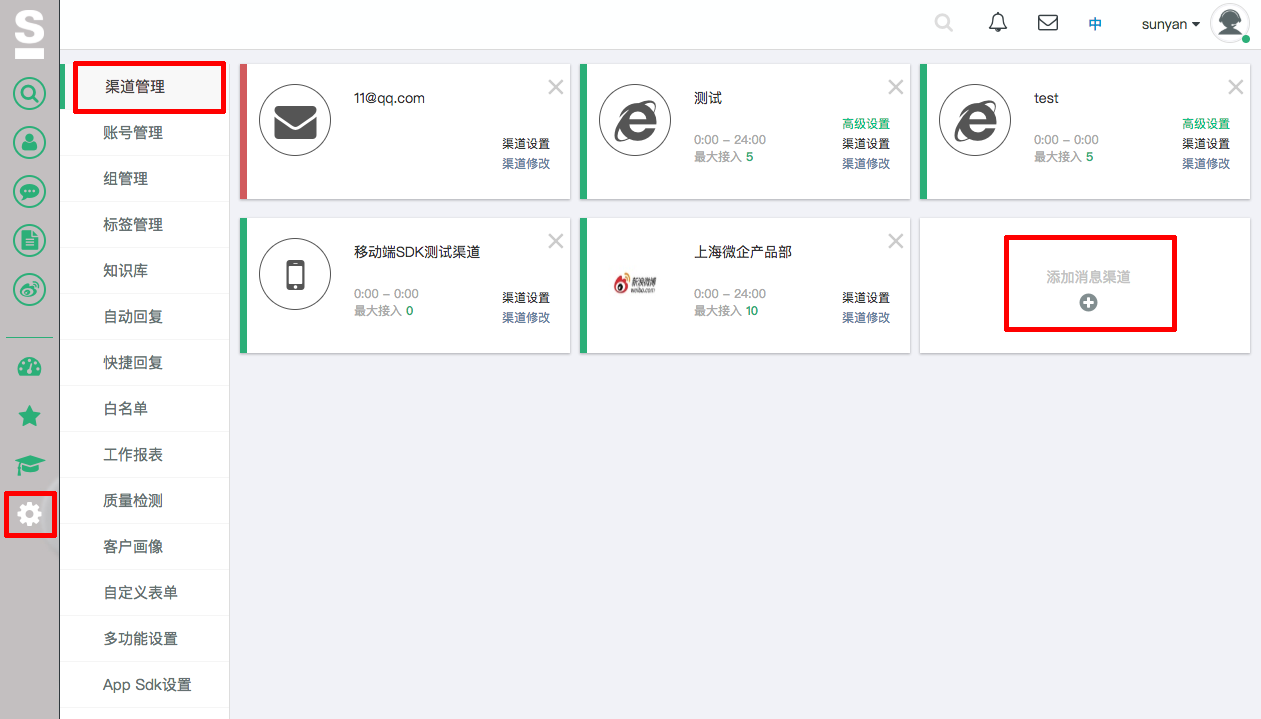 S
中
sunyan
渠道管理
账号管理
组管理
标签管理
知识库
自动回复
快捷回复
白名单
工作报表
质量检测
客户画像
自定义表单
多功能设置
App Sdk设置
11@qq.com
渠道设置
渠道修改
测试
高级设置
0:00 – 24:00
渠道设置
最大接入 5
渠道修改
test
高级设置
0:00 – 0:00
渠道设置
最大接入 5
渠道修改
移动端SDK测试渠道
0:00 – 0:00
渠道设置
最大接入 0
渠道修改
新浪微博
weibo.com
上海微企产品部
0:00 – 24:00
渠道设置
最大接入 10
渠道修改
添加消息渠道